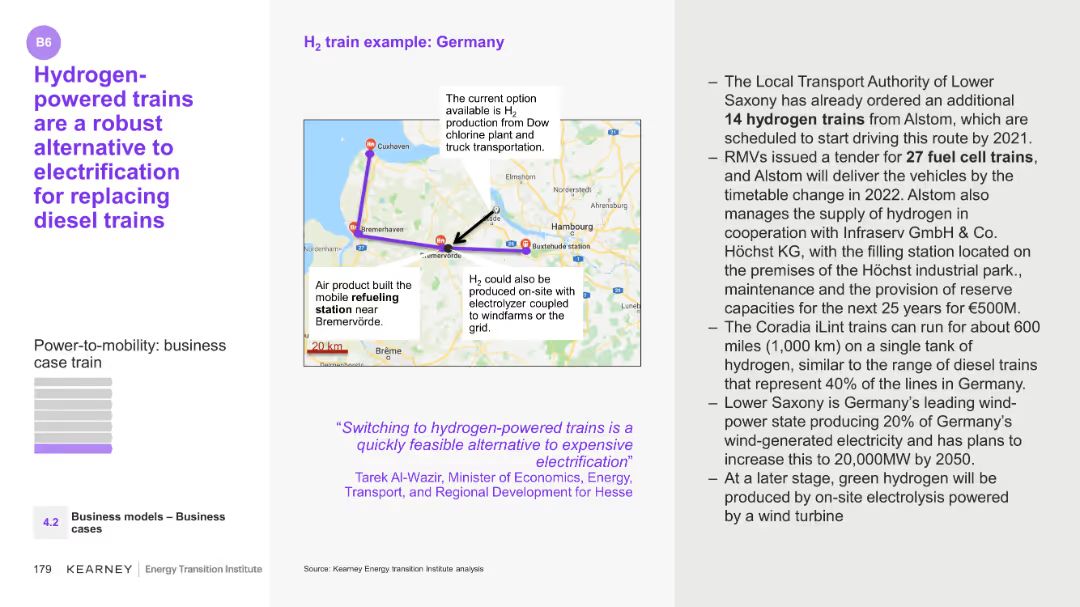 B6
Hydrogen-
powered trains
are a robust
alternative to
electrification
for replacing
diesel trains
Power-to-mobility: business
case train
4.2
Business models – Business
cases
179 KEARNEY Energy Transition Institute
H2 train example: Germany
The current option
available is H2
production from Dow
chlorine plant and
truck transportation.
Cuxhaven
Elmshorn
Norderstedt
Ahrensburg
Hambourg
Bremerhaven
Buxtehude station
Bremervörde
Air product built the
mobile refueling
station near
Bremervörde.
H2 could also be
produced on-site with
electrolyzer coupled
to windfarms or the
grid.
20 km
Brême
"Switching to hydrogen-powered trains is a
quickly feasible alternative to expensive
electrification"
Tarek Al-Wazir, Minister of Economics, Energy,
Transport, and Regional Development for Hesse
Source: Kearney Energy transition Institute analysis
– The Local Transport Authority of Lower
Saxony has already ordered an additional
14 hydrogen trains from Alstom, which are
scheduled to start driving this route by 2021.
– RMVs issued a tender for 27 fuel cell trains,
and Alstom will deliver the vehicles by the
timetable change in 2022. Alstom also
manages the supply of hydrogen in
cooperation with Infraserv GmbH & Co.
Höchst KG, with the filling station located on
the premises of the Höchst industrial park.,
maintenance and the provision of reserve
capacities for the next 25 years for €500M.
– The Coradia iLint trains can run for about 600
miles (1,000 km) on a single tank of
hydrogen, similar to the range of diesel trains
that represent 40% of the lines in Germany.
– Lower Saxony is Germany's leading wind-
power state producing 20% of Germany's
wind-generated electricity and has plans to
increase this to 20,000MW by 2050.
– At a later stage, green hydrogen will be
produced by on-site electrolysis powered
by a wind turbine